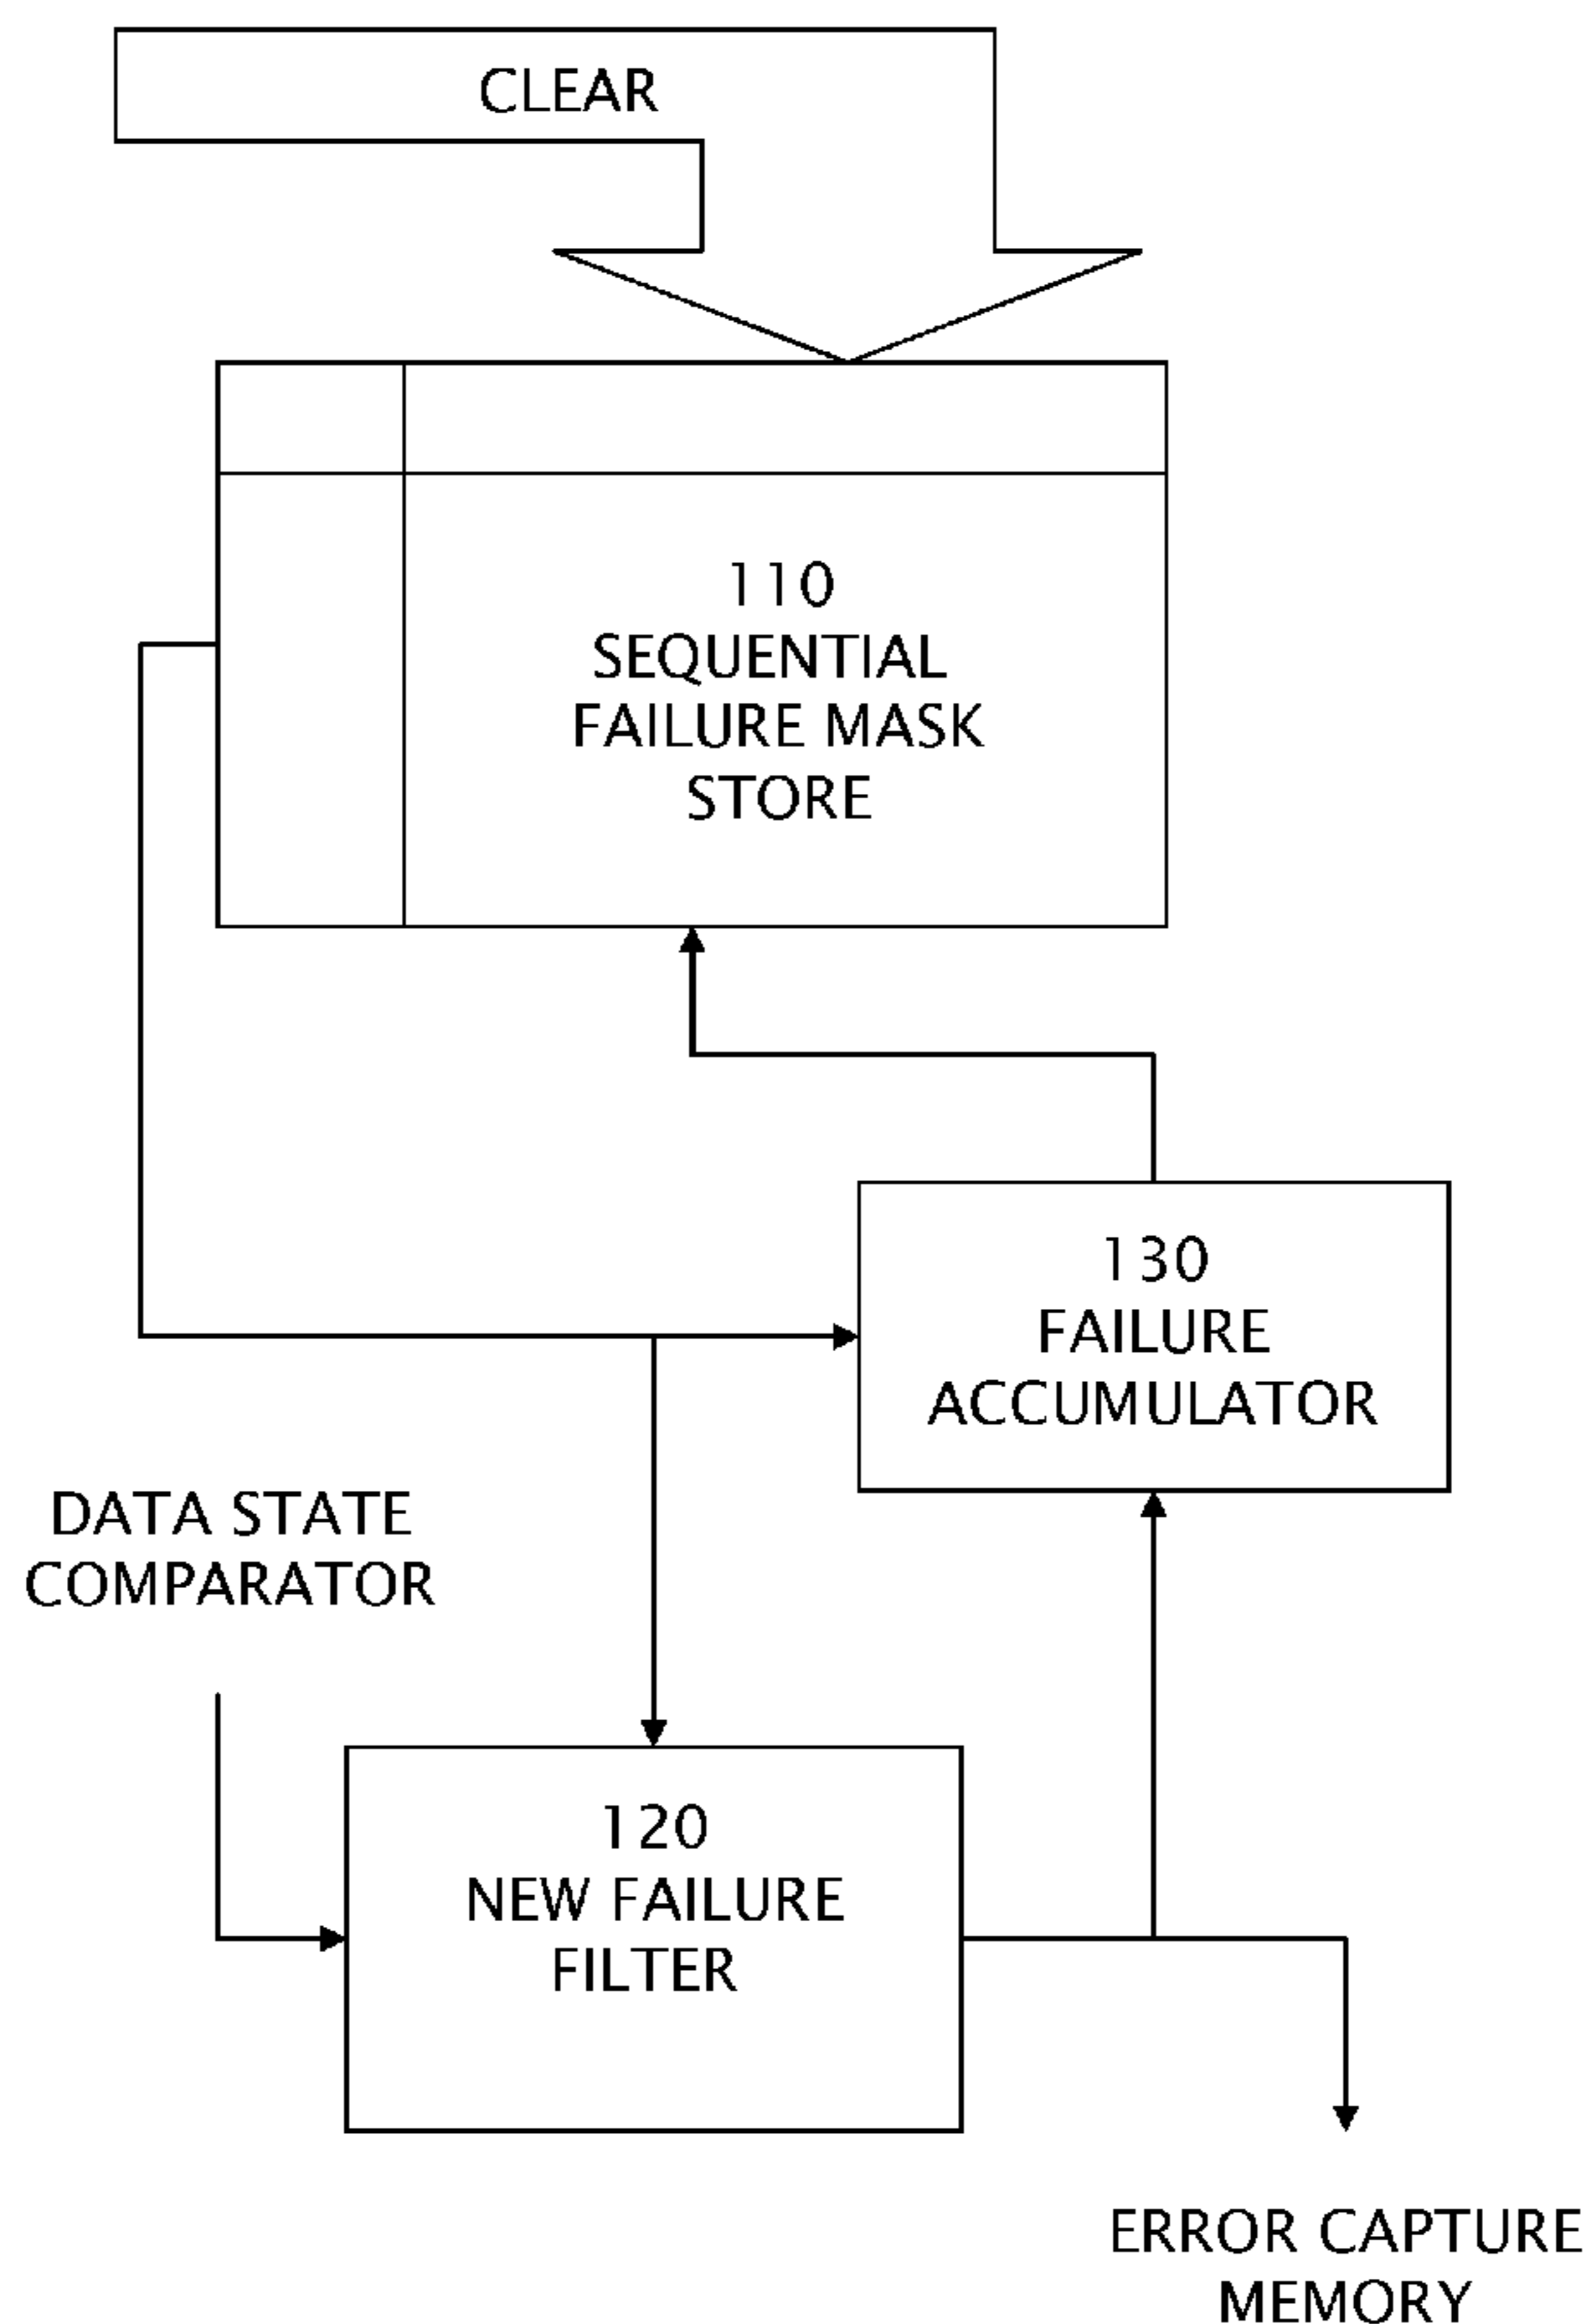 CLEAR
110
SEQUENTIAL
FAILURE MASK
STORE
130
FAILURE
ACCUMULATOR
DATA STATE
COMPARATOR
120
NEW FAILURE
FILTER
ERROR CAPTURE
MEMORY